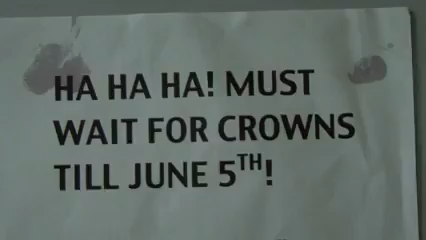 HA HA HA! MUST
WAIT FOR CROWNS
TILL JUNE 5TH!